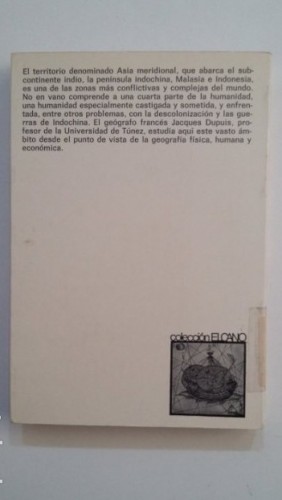 El territorio denominado Asia meridional, que abarca el sub-
continente indio, la península indochina, Malasia e Indonesia,
es una de las zonas más conflictivas y complejas del mundo.
No en vano comprende a una cuarta parte de la humanidad,
una humanidad especialmente castigada y sometida, y enfren-
tada, entre otros problemas, con la descolonización y las gue-
rras de Indochina. El geógrafo francés Jacques Dupuis, pro-
fesor de la Universidad de Túnez, estudia aquí este vasto ám-
bito desde el punto de vista de la geografía física, humana y
económica.
colección ELCANO